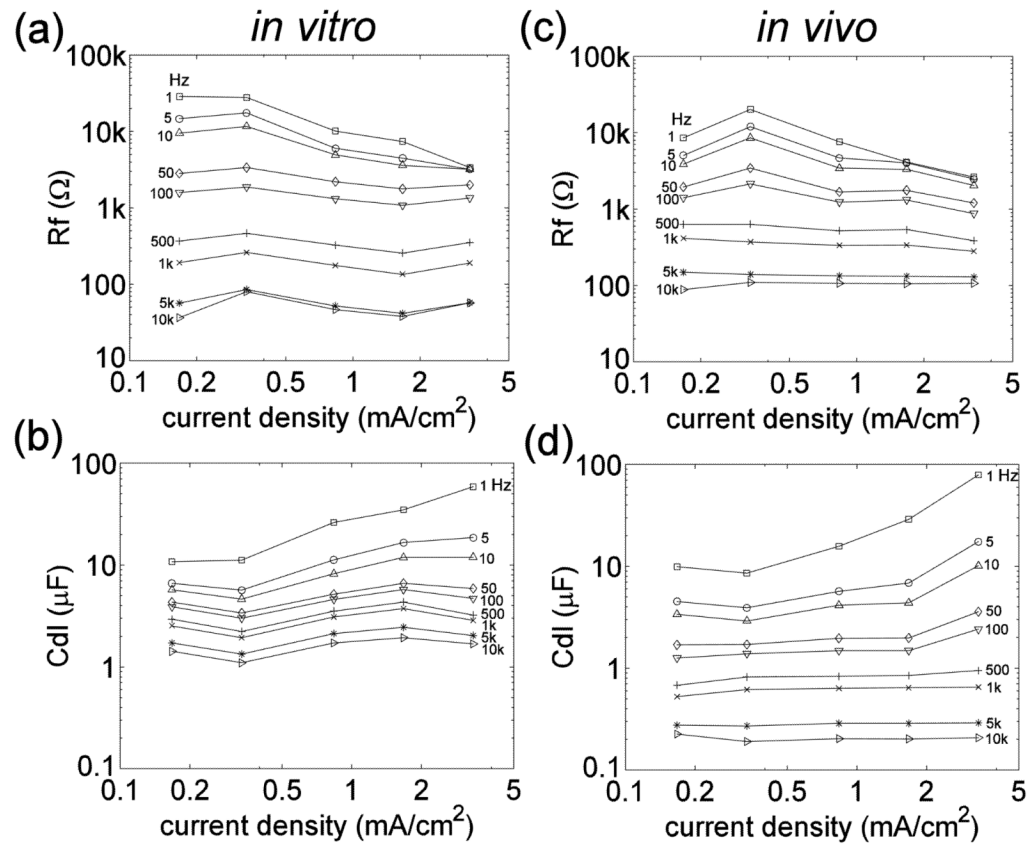 in vitro
in vivo
(a)
100k
10k
1k
100
10
Rf (Ω)
Hz
1
5
10
50
100
500
1k
5k
10k
0.1 0.2 0.5 1 2 5
current density (mA/cm²)
(c)
100k
10k
1k
100
10
Rf (Ω)
Hz
1
5
10
50
100
500
1k
5k
10k
0.1 0.2 0.5 1 2 5
current density (mA/cm²)
(b)
100
10
1
0.1
Cdl (μF)
1 Hz
5
10
50
100
500
1k
5k
10k
0.1 0.2 0.5 1 2 5
current density (mA/cm²)
(d)
100
10
1
0.1
Cdl (μF)
1 Hz
5
10
50
100
500
1k
5k
10k
0.1 0.2 0.5 1 2 5
current density (mA/cm²)